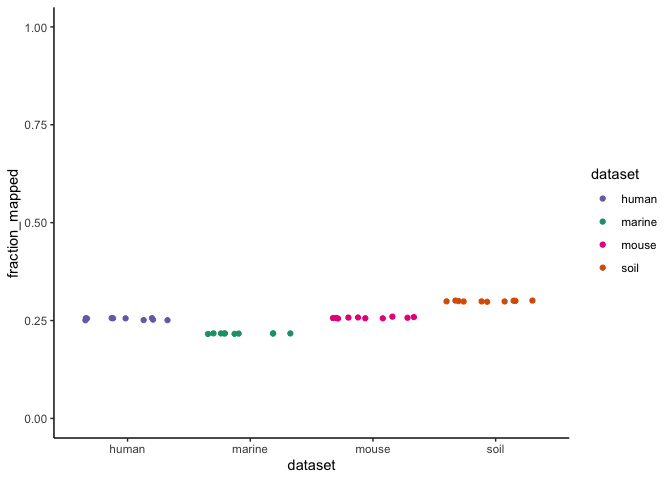 1.00
0.75
0.50
0.25
0.00
fraction_mapped
human marine mouse soil
dataset
dataset
human
marine
mouse
soil